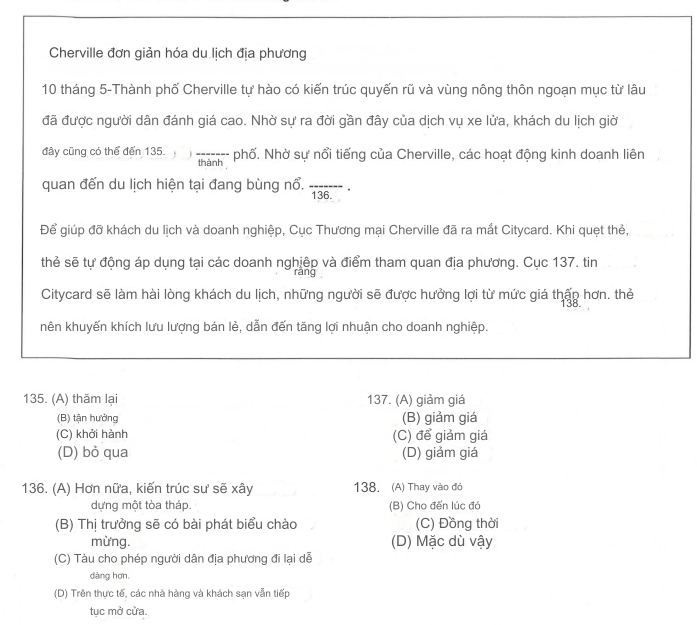 Cherville đơn giản hóa du lịch địa phương
10 tháng 5-Thành phố Cherville tự hào có kiến trúc quyến rũ và vùng nông thôn ngoạn mục từ lâu
đã được người dân đánh giá cao. Nhờ sự ra đời gần đây của dịch vụ xe lửa, khách du lịch giờ
đây cũng có thể đến 135. ------- phố. Nhờ sự nổi tiếng của Cherville, các hoạt động kinh doanh liên
thành
quan đến du lịch hiện tại đang bùng nổ. ------- .
136.
Để giúp đỡ khách du lịch và doanh nghiệp, Cục Thương mại Cherville đã ra mắt Citycard. Khi quẹt thẻ,
thẻ sẽ tự động áp dụng tại các doanh nghiệp và điểm tham quan địa phương. Cục 137. tin
rằng
Citycard sẽ làm hài lòng khách du lịch, những người sẽ được hưởng lợi từ mức giá thấp hơn. thẻ
138.
nên khuyến khích lưu lượng bán lẻ, dẫn đến tăng lợi nhuận cho doanh nghiệp.
135. (A) thăm lại
(B) tận hưởng
(C) khởi hành
(D) bỏ qua
136. (A) Hơn nữa, kiến trúc sư sẽ xây
dựng một tòa tháp.
(B) Thị trưởng sẽ có bài phát biểu chào
mừng.
(C) Tàu cho phép người dân địa phương đi lại dễ
dàng hơn.
(D) Trên thực tế, các nhà hàng và khách sạn vẫn tiếp
tục mở cửa.
137. (A) giảm giá
(B) giảm giá
(C) để giảm giá
(D) giảm giá
138. (A) Thay vào đó
(B) Cho đến lúc đó
(C) Đồng thời
(D) Mặc dù vậy